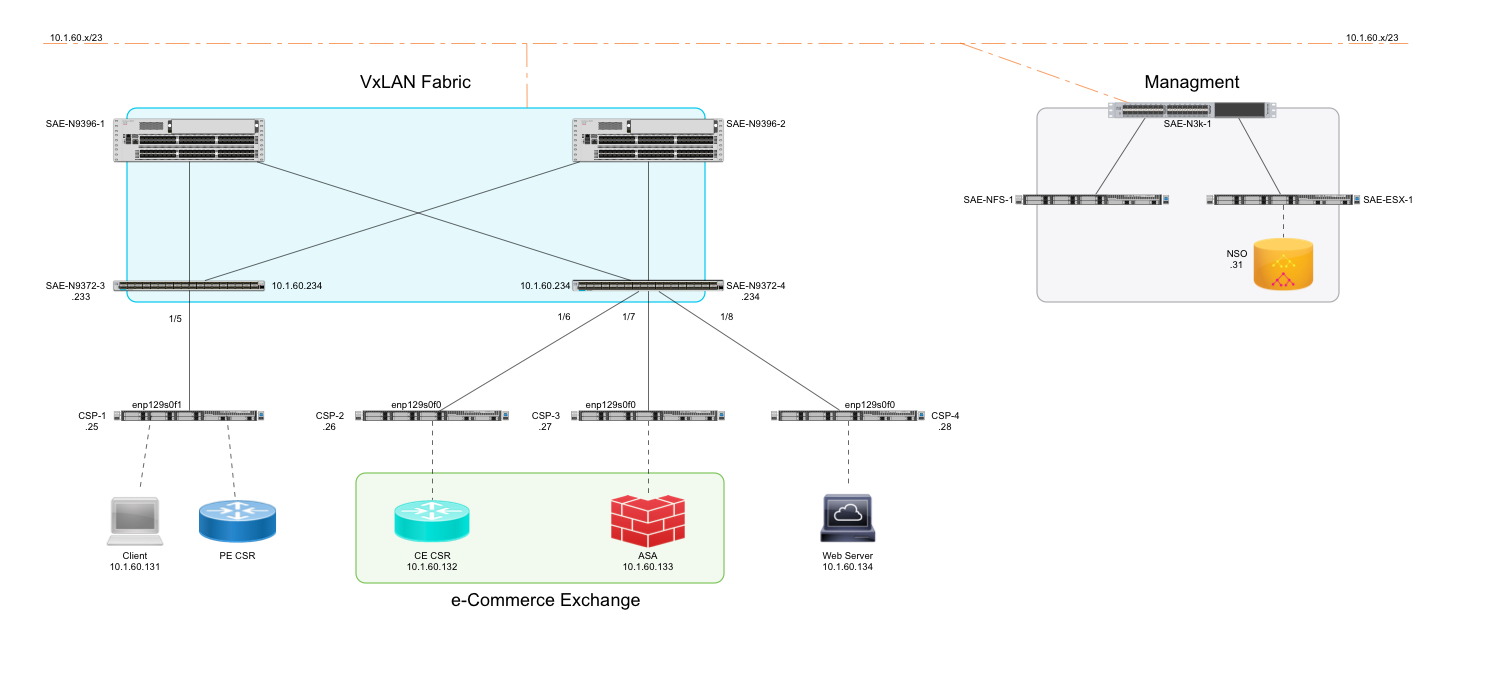 10.1.60.x/23
10.1.60.x/23
VxLAN Fabric
Managment
SAE-N9396-1
SAE-N9396-2
SAE-N3k-1
SAE-NFS-1
SAE-ESX-1
NSO
.31
SAE-N9372-3
.233
10.1.60.234
10.1.60.234
SAE-N9372-4
.234
1/5
1/6
1/7
1/8
enp129s0f1
enp129s0f0
enp129s0f0
enp129s0f0
CSP-1
.25
CSP-2
.26
CSP-3
.27
CSP-4
.28
Client
10.1.60.131
PE CSR
CE CSR
10.1.60.132
ASA
10.1.60.133
Web Server
10.1.60.134
e-Commerce Exchange